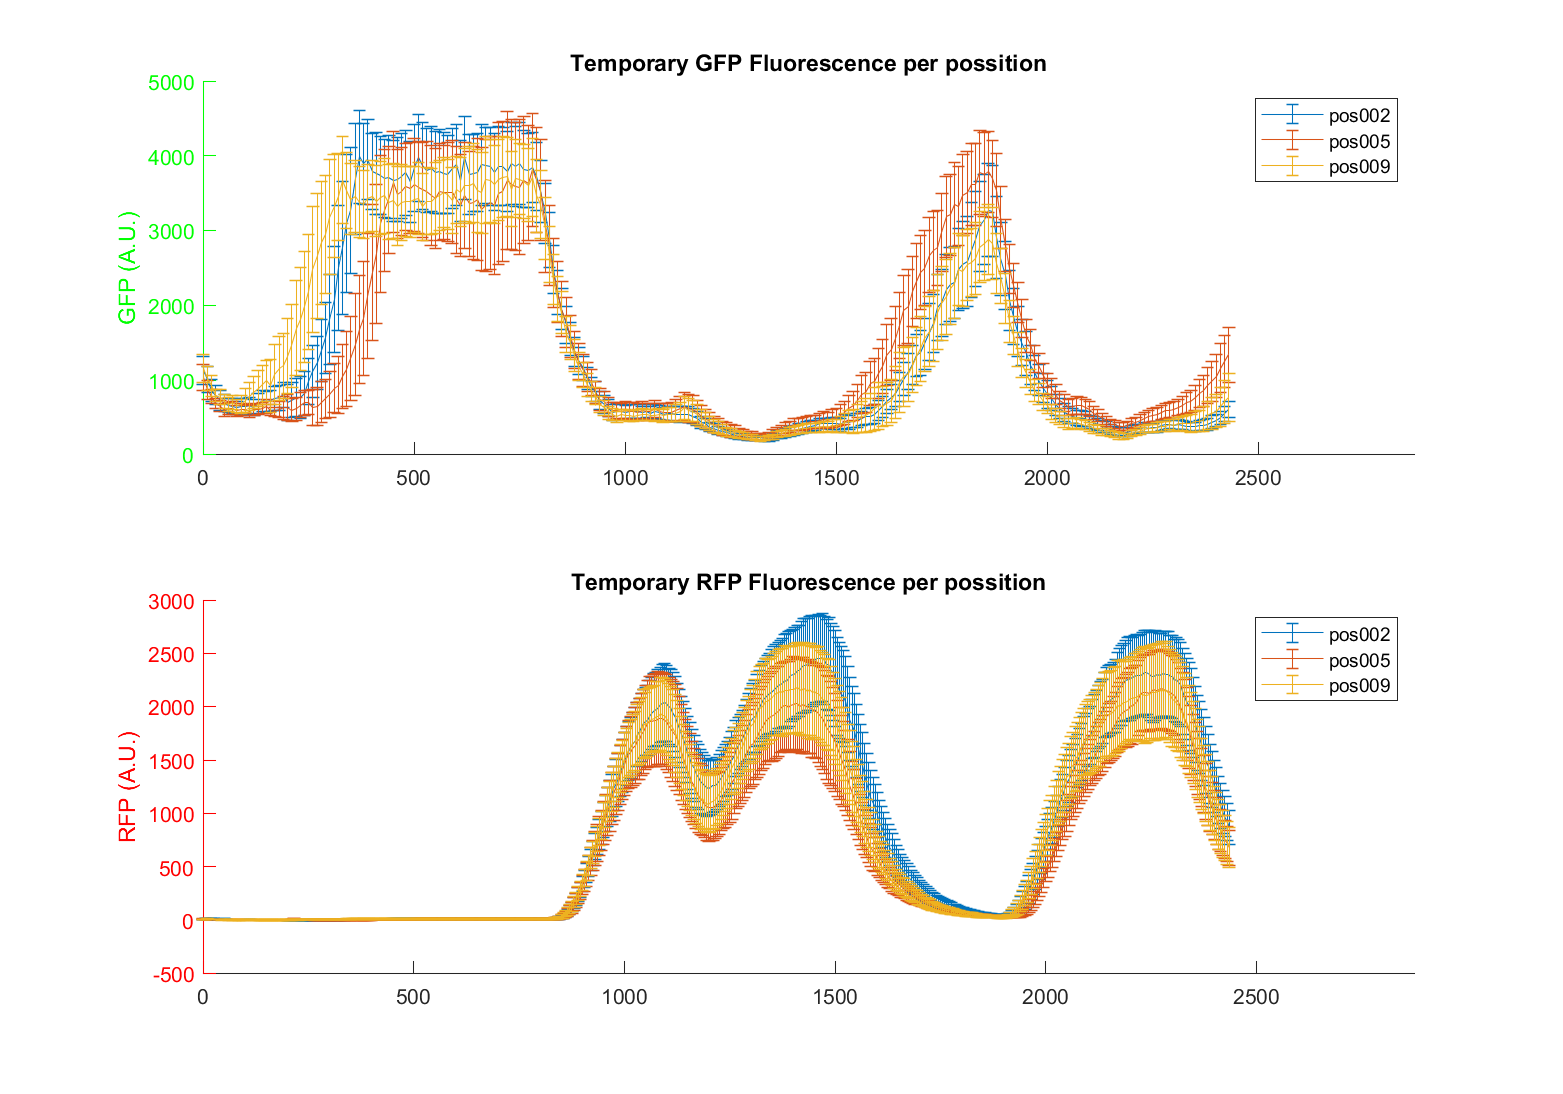 Temporary GFP Fluorescence per possition
5000
4000
3000
2000
1000
0
GFP (A.U.)
0 500 1000 1500 2000 2500
pos002
pos005
pos009
Temporary RFP Fluorescence per possition
3000
2500
2000
1500
1000
500
0
-500
RFP (A.U.)
0 500 1000 1500 2000 2500
pos002
pos005
pos009